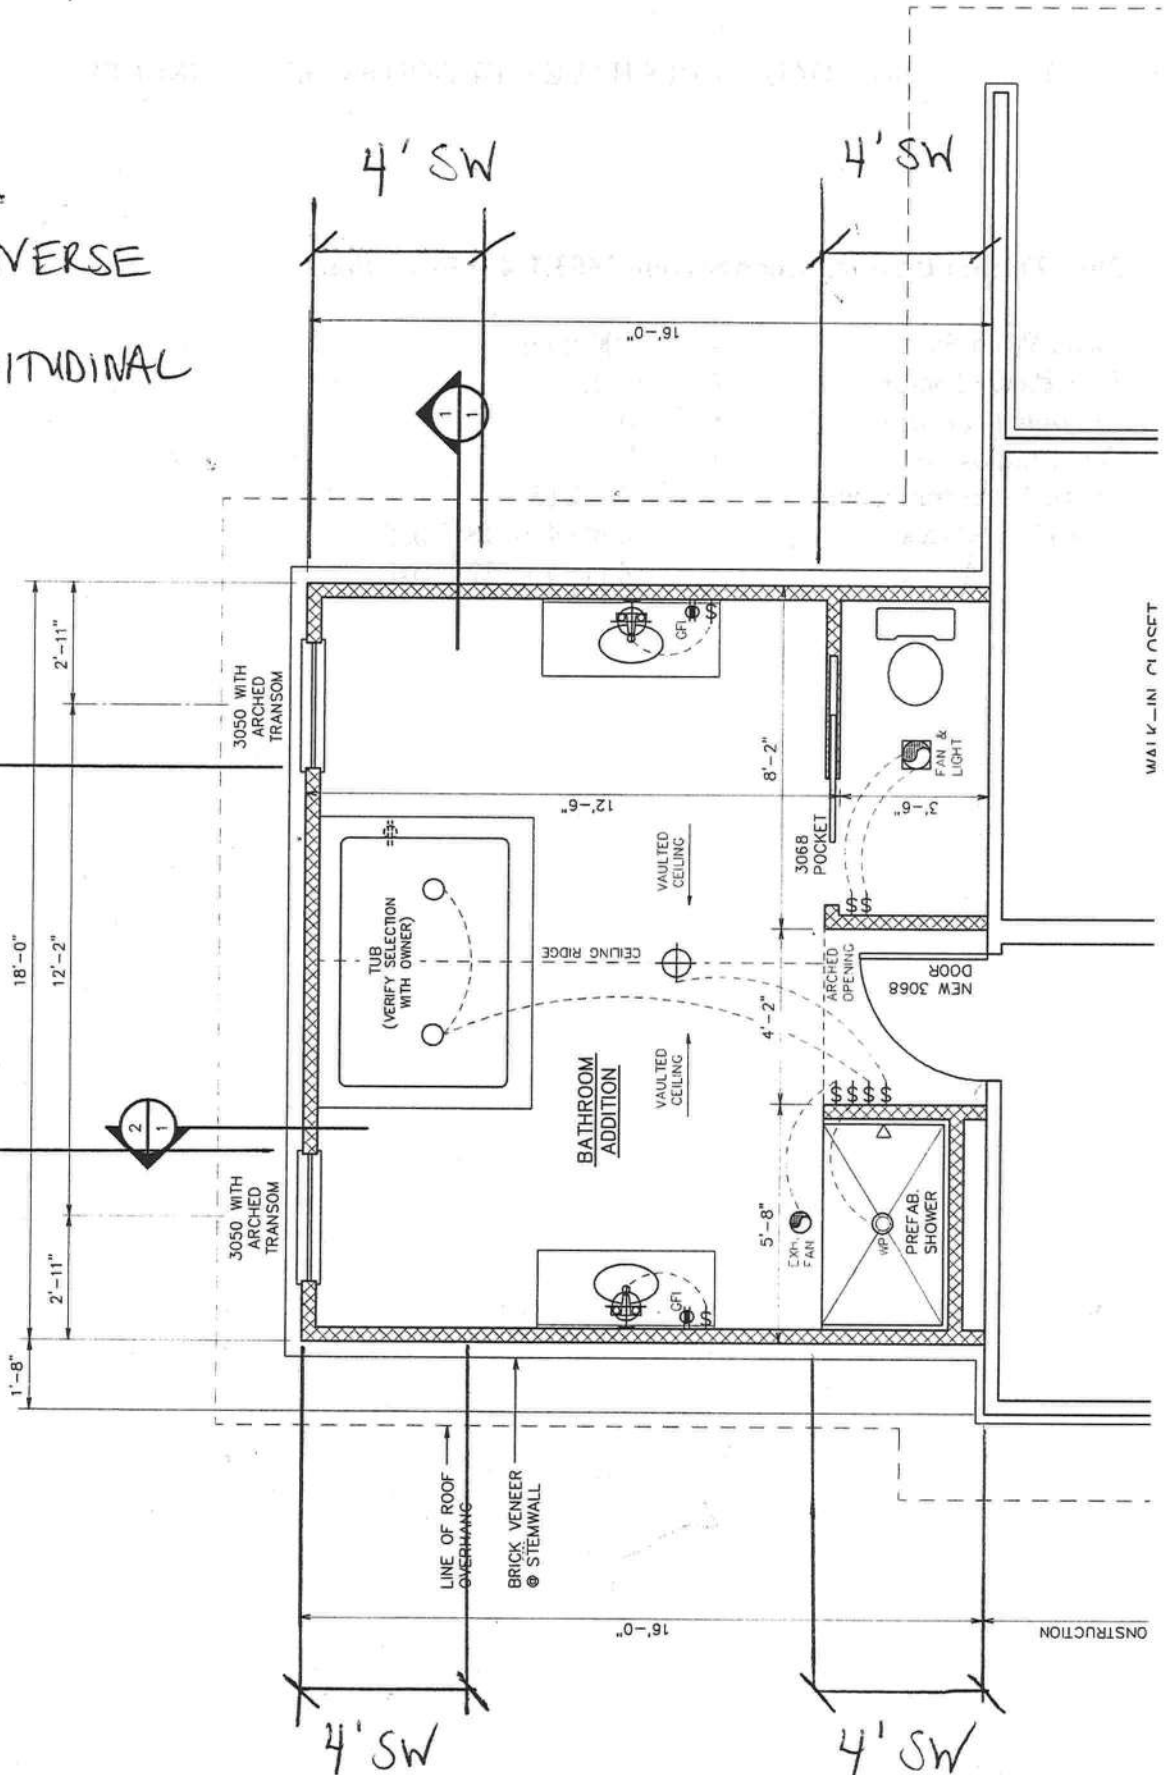 4' SW
4' SW
VERSE
ITUDINAL
16'-0"
1
1
18'-0"
2'-11"
12'-2"
2'-11"
1'-8"
3050 WITH
ARCHED
TRANSOM
3050 WITH
ARCHED
TRANSOM
2
1
GFI
$
TUB
(VERIFY SELECTION
WITH OWNER)
12'-6"
8'-2"
3'-6"
FAN &
LIGHT
3068
POCKET
$$
VAULTED
CEILING
CEILING RIDGE
VAULTED
CEILING
BATHROOM
ADDITION
ARCHED
OPENING
4'-2"
NEW 3068
DOOR
$$$$
5'-8"
EXH.
FAN
WP
PREFAB.
SHOWER
GFI
$
WALK-IN CLOSET
LINE OF ROOF
OVERHANG
BRICK VENEER
@ STEMWALL
16'-0"
ONSTRUCTION
4' SW
4' SW